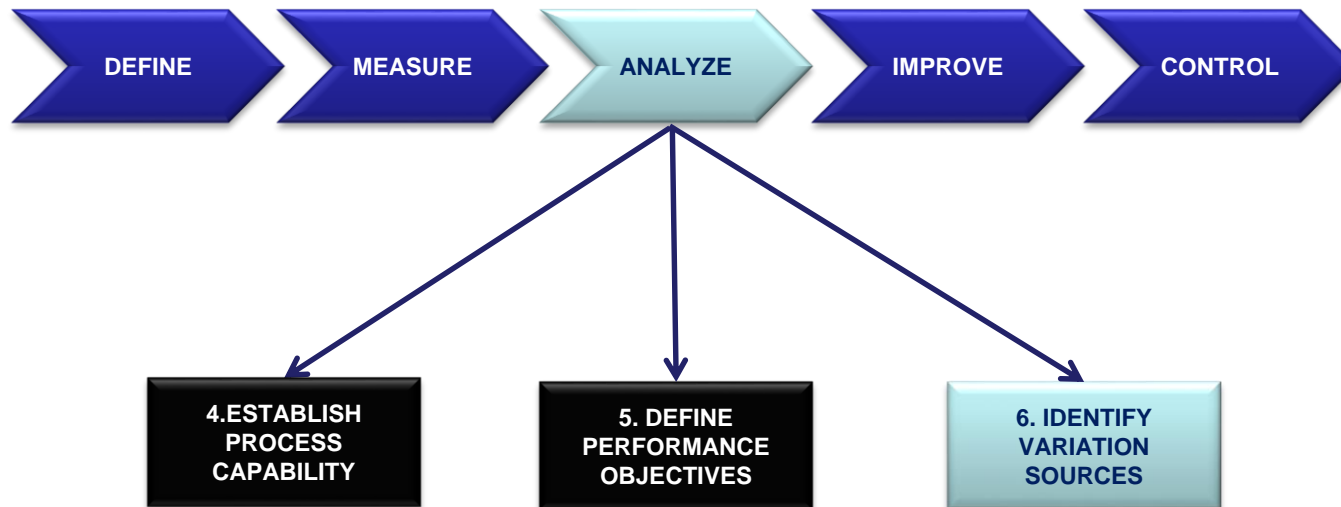 DEFINE
MEASURE
ANALYZE
IMPROVE
CONTROL
4.ESTABLISH
PROCESS
CAPABILITY
5. DEFINE
PERFORMANCE
OBJECTIVES
6. IDENTIFY
VARIATION
SOURCES